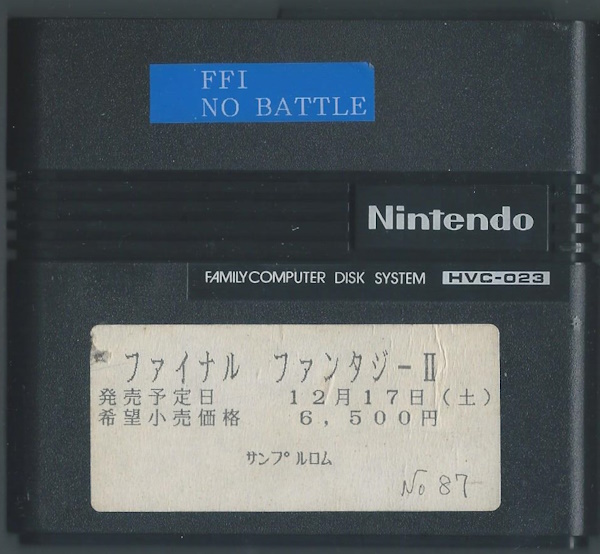 FFI
NO BATTLE
Nintendo
FAMILY COMPUTER DISK SYSTEM HVC-023
ファイナル ファンタジーⅡ
発売予定日 12月17日(土)
希望小売価格 6,500円
サンプルロム
No 87